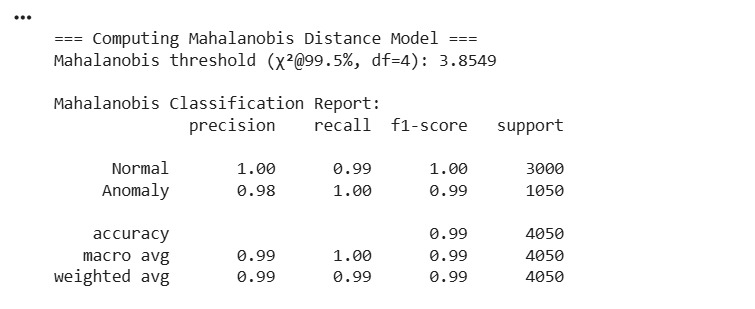 •••
=== Computing Mahalanobis Distance Model ===
Mahalanobis threshold (χ²@99.5%, df=4): 3.8549
Mahalanobis Classification Report:
precision recall f1-score support
Normal 1.00 0.99 1.00 3000
Anomaly 0.98 1.00 0.99 1050
accuracy 0.99 4050
macro avg 0.99 1.00 0.99 4050
weighted avg 0.99 0.99 0.99 4050